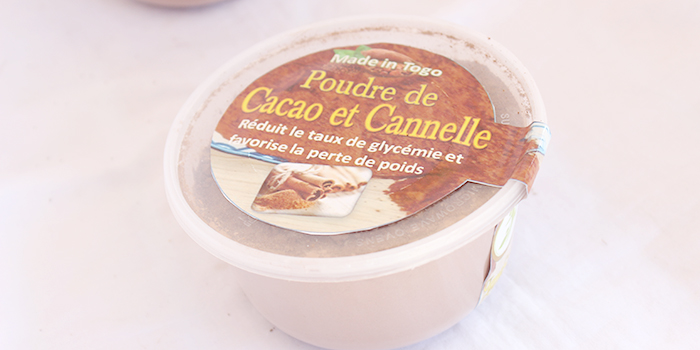 Made in Togo
Poudre de
Cacao et Cannelle
Réduit le taux de glycémie et
favorise la perte de poids